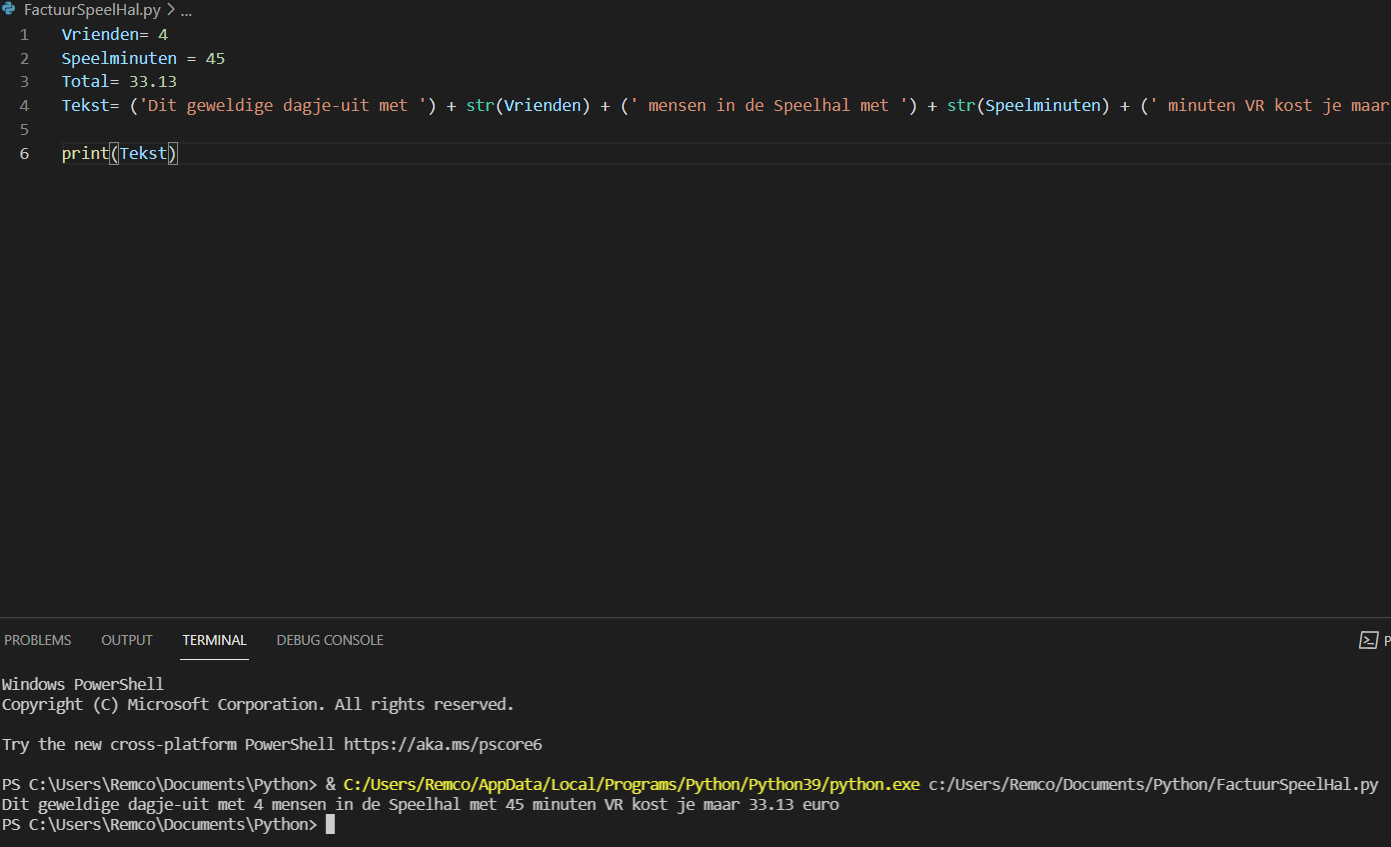 FactuurSpeelHal.py > ...
1 Vrienden= 4
2 Speelminuten = 45
3 Total= 33.13
4 Tekst= ('Dit geweldige dagje-uit met ') + str(Vrienden) + (' mensen in de Speelhal met ') + str(Speelminuten) + (' minuten VR kost je maar
5
6 print(Tekst)
PROBLEMS OUTPUT TERMINAL DEBUG CONSOLE P
Windows PowerShell
Copyright (C) Microsoft Corporation. All rights reserved.
Try the new cross-platform PowerShell https://aka.ms/pscore6
PS C:\Users\Remco\Documents\Python> & C:/Users/Remco/AppData/Local/Programs/Python/Python39/python.exe c:/Users/Remco/Documents/Python/FactuurSpeelHal.py
Dit geweldige dagje-uit met 4 mensen in de Speelhal met 45 minuten VR kost je maar 33.13 euro
PS C:\Users\Remco\Documents\Python>